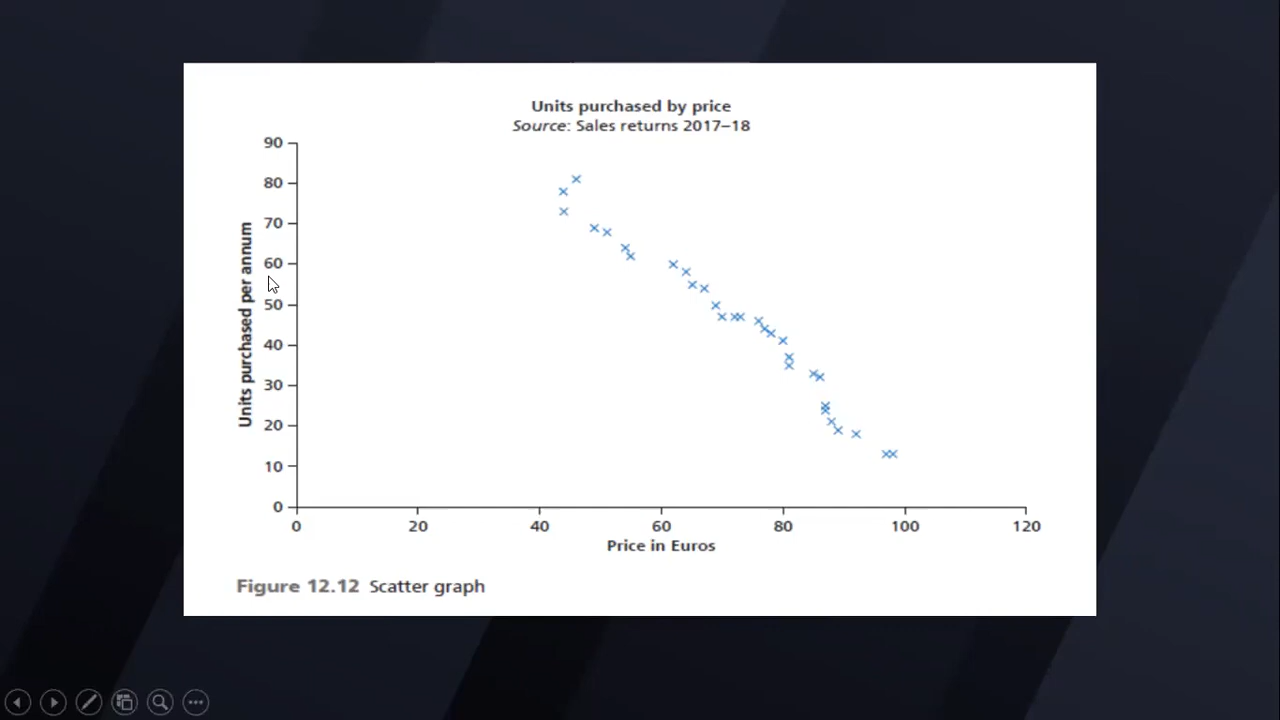 Units purchased by price
Source: Sales returns 2017–18
90
80
70
60
50
40
30
20
10
0
Units purchased per annum
0 20 40 60 80 100 120
Price in Euros
Figure 12.12 Scatter graph